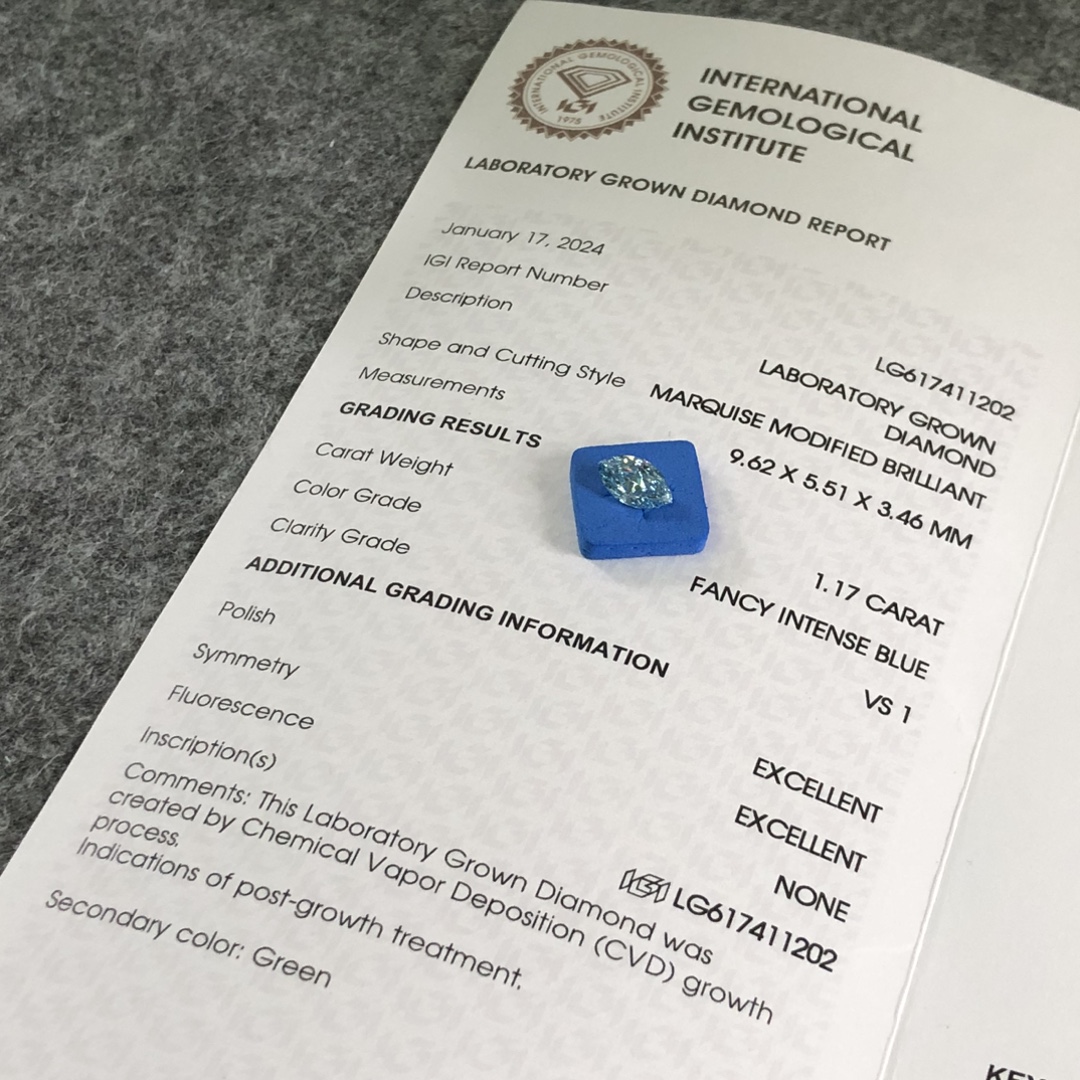 INTERNATIONAL GEMOLOGICAL INSTITUTE
IGI
1975
INTERNATIONAL
GEMOLOGICAL
INSTITUTE
LABORATORY GROWN DIAMOND REPORT
January 17, 2024
IGI Report Number LG617411202
Description LABORATORY GROWN
DIAMOND
Shape and Cutting Style MARQUISE MODIFIED BRILLIANT
Measurements 9.62 X 5.51 X 3.46 MM
GRADING RESULTS
Carat Weight 1.17 CARAT
Color Grade FANCY INTENSE BLUE
Clarity Grade VS 1
ADDITIONAL GRADING INFORMATION
Polish EXCELLENT
Symmetry EXCELLENT
Fluorescence NONE
Inscription(s) IGI LG617411202
Comments: This Laboratory Grown Diamond was
created by Chemical Vapor Deposition (CVD) growth
process.
Indications of post-growth treatment.
Secondary color: Green